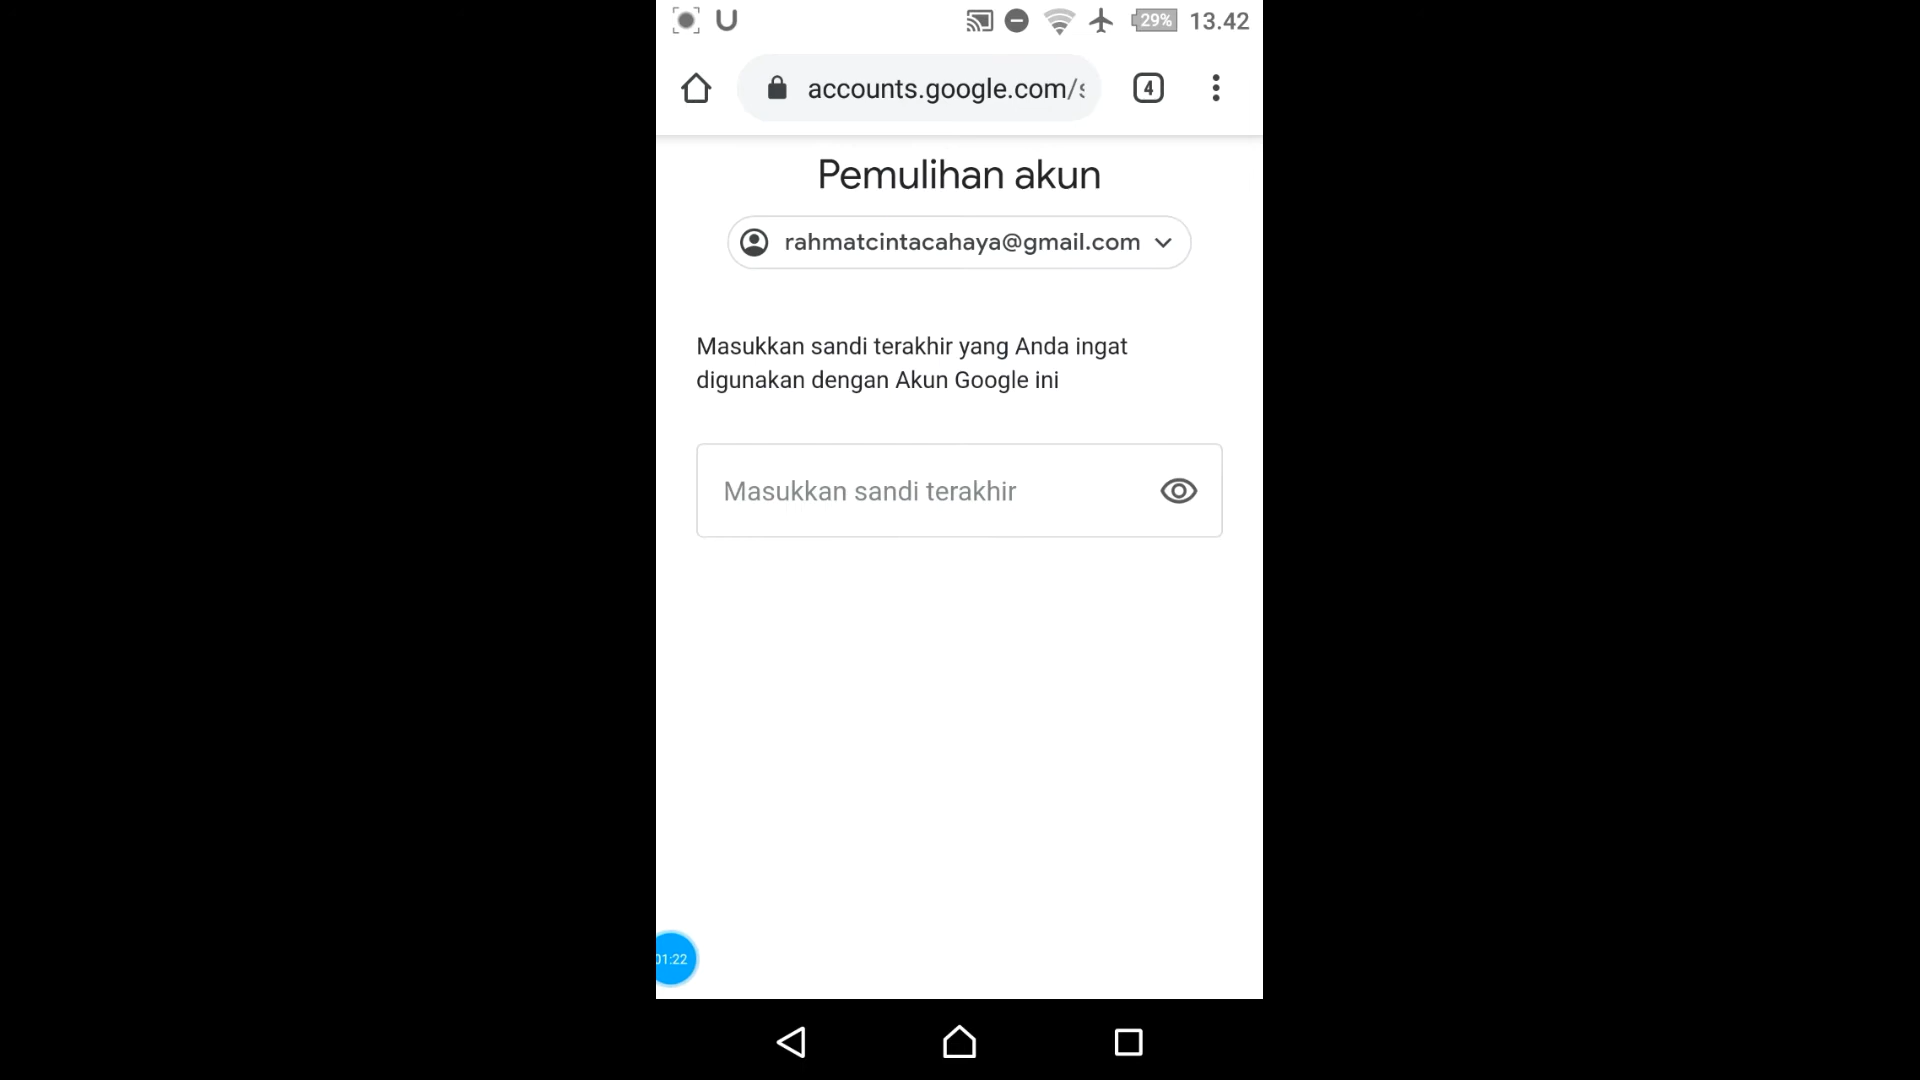 29% 13.42
accounts.google.com/s
4
Pemulihan akun
rahmatcintacahaya@gmail.com
Masukkan sandi terakhir yang Anda ingat
digunakan dengan Akun Google ini
Masukkan sandi terakhir
01:22